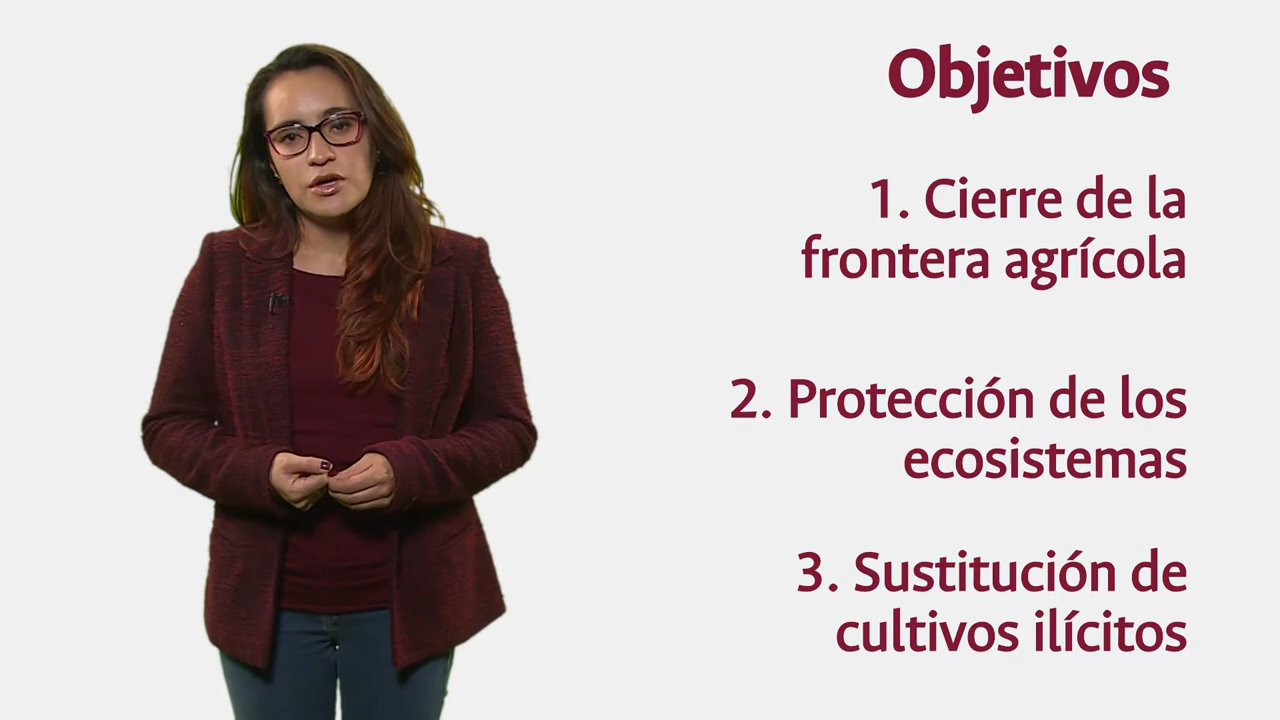 Objetivos
1. Cierre de la
frontera agrícola
2. Protección de los
ecosistemas
3. Sustitución de
cultivos ilícitos